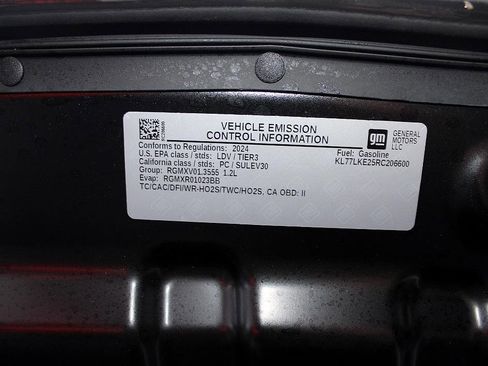 VEHICLE EMISSION
CONTROL INFORMATION
gm
GENERAL
MOTORS
LLC
Conforms to Regulations: 2024
Fuel: Gasoline
U.S. EPA class / stds: LDV / TIER3
KL77LKE25RC206600
California class / stds: PC / SULEV30
Group: RGMXV01.3555 1.2L
Evap: RGMXR01023BB
TC/CAC/DFI/WR-HO2S/TWC/HO2S, CA OBD: II